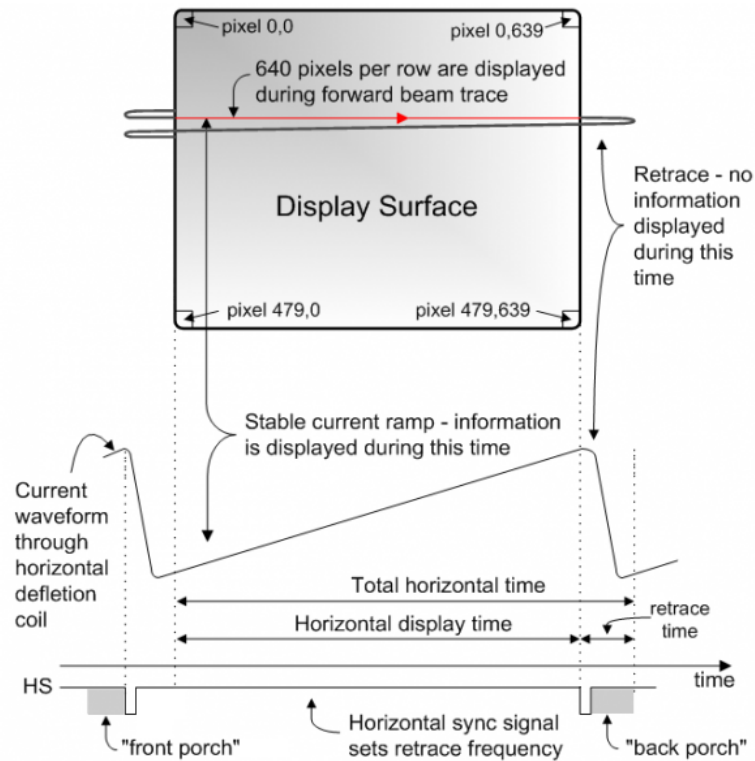 pixel 0,0
pixel 0,639
640 pixels per row are displayed
during forward beam trace
Retrace - no
information
displayed
during this
time
Display Surface
pixel 479,0
pixel 479,639
Stable current ramp - information
is displayed during this time
Current
waveform
through
horizontal
defletion
coil
Total horizontal time
Horizontal display time
retrace
time
time
HS
"front porch"
Horizontal sync signal
sets retrace frequency
"back porch"